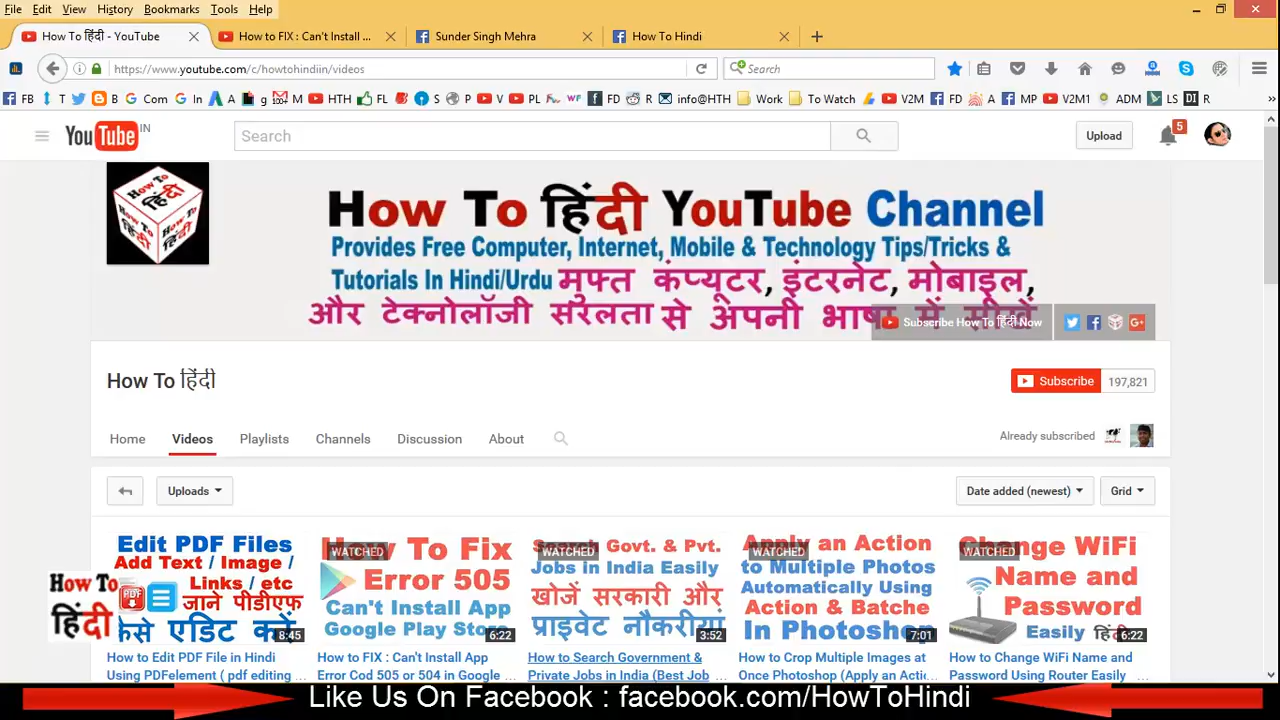 File Edit View History Bookmarks Tools Help
How To हिंदी - YouTube
How to FIX : Can't Install ...
Sunder Singh Mehra
How To Hindi
https://www.youtube.com/c/howtohindiin/videos
Search
FB T B G Com G In A g M HTH FL S P V PL WF FD R info@HTH Work To Watch V2M FD A MP V2M1 ADM LS DI R
YouTube IN
Search
Upload
5
How To हिंदी
How To हिंदी YouTube Channel
Provides Free Computer, Internet, Mobile & Technology Tips/Tricks &
Tutorials In Hindi/Urdu मुफ्त कंप्यूटर, इंटरनेट, मोबाइल,
और टेक्नोलॉजी सरलता से अपनी भाषा में सीखें
Subscribe How To हिंदी Now
How To हिंदी
Subscribe 197,821
Home Videos Playlists Channels Discussion About
Already subscribed
Uploads
Date added (newest)
Grid
Edit PDF Files
Add Text / Image /
Links / etc
जाने पीडीएफ
कैसे एडिट करें
8:45
How To हिंदी
WATCHED
How To Fix
Error 505
Can't Install App
Google Play Store
6:22
WATCHED
Search Govt. & Pvt.
Jobs in India Easily
खोजें सरकारी और
प्राइवेट नौकरीयां
3:52
WATCHED
Apply an Action
to Multiple Photos
Automatically Using
Action & Batche
In Photoshop
7:01
WATCHED
Change WiFi
Name and
Password
Easily हिंदी
6:22
How to Edit PDF File in Hindi
Using PDFelement ( pdf editing
How to FIX : Can't Install App
Error Cod 505 or 504 in Google
How to Search Government &
Private Jobs in India (Best Job
How to Crop Multiple Images at
Once Photoshop (Apply an Action
How to Change WiFi Name and
Password Using Router Easily
Like Us On Facebook : facebook.com/HowToHindi